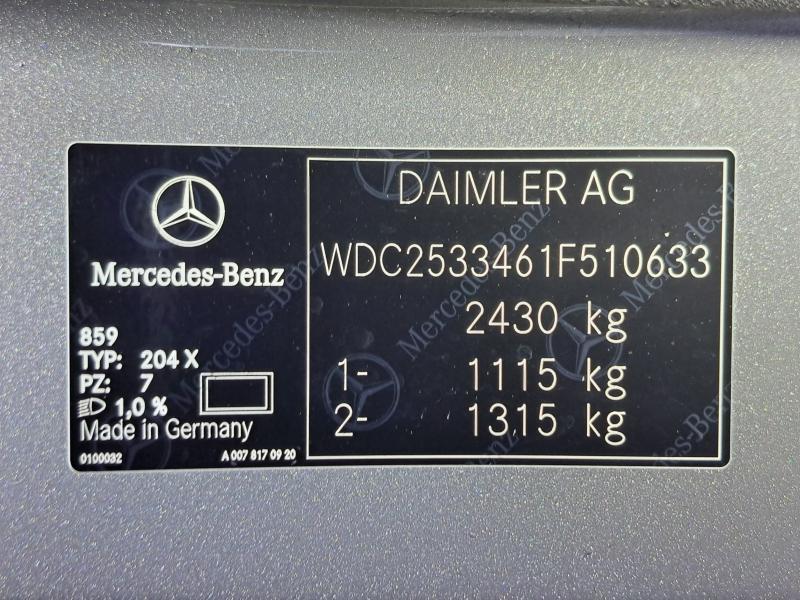 Mercedes-Benz
859
TYP: 204 X
PZ: 7
1,0 %
Made in Germany
0100032
A 007 817 09 20
DAIMLER AG
WDC2533461F510633
2430 kg
1- 1115 kg
2- 1315 kg